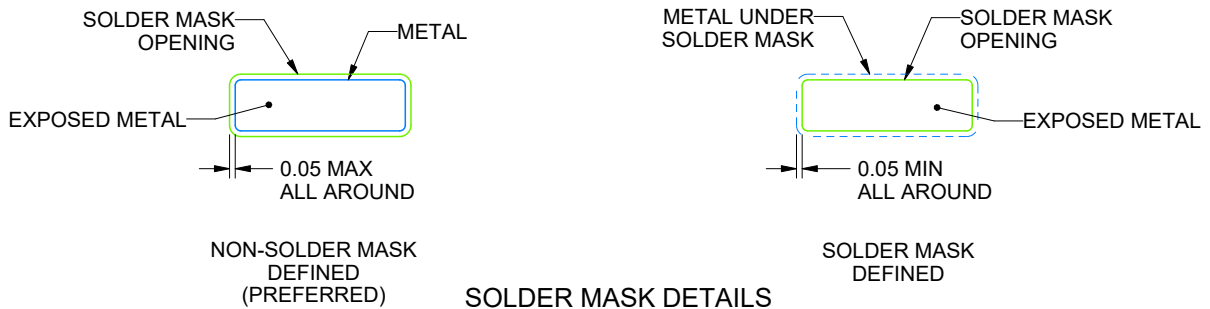 SOLDER MASK
OPENING
METAL
EXPOSED METAL
0.05 MAX
ALL AROUND
NON-SOLDER MASK
DEFINED
(PREFERRED)
METAL UNDER
SOLDER MASK
SOLDER MASK
OPENING
EXPOSED METAL
0.05 MIN
ALL AROUND
SOLDER MASK
DEFINED
SOLDER MASK DETAILS